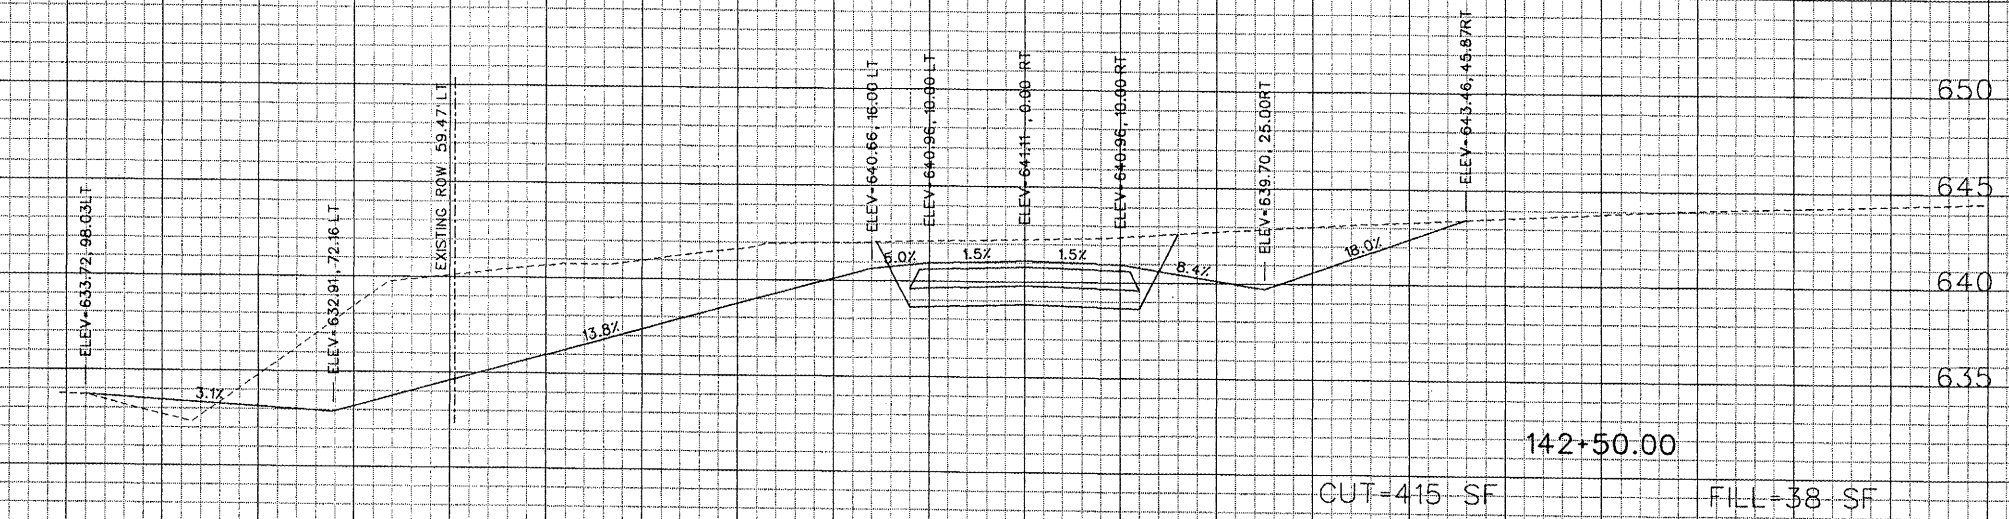 ELEV=633.72, 98.03LT
ELEV=632.91, 72.16 LT
EXISTING ROW 59.47' LT
ELEV=640.66, 16.00 LT
ELEV=640.96, 10.00 LT
ELEV=641.11 , 0.00 RT
ELEV=640.96, 10.00 RT
ELEV=639.70, 25.00RT
ELEV=643.46, 45.87RT
650
645
640
635
3.1%
13.8%
5.0%
1.5%
1.5%
8.4%
18.0%
142+50.00
CUT=415 SF
FILL=38 SF